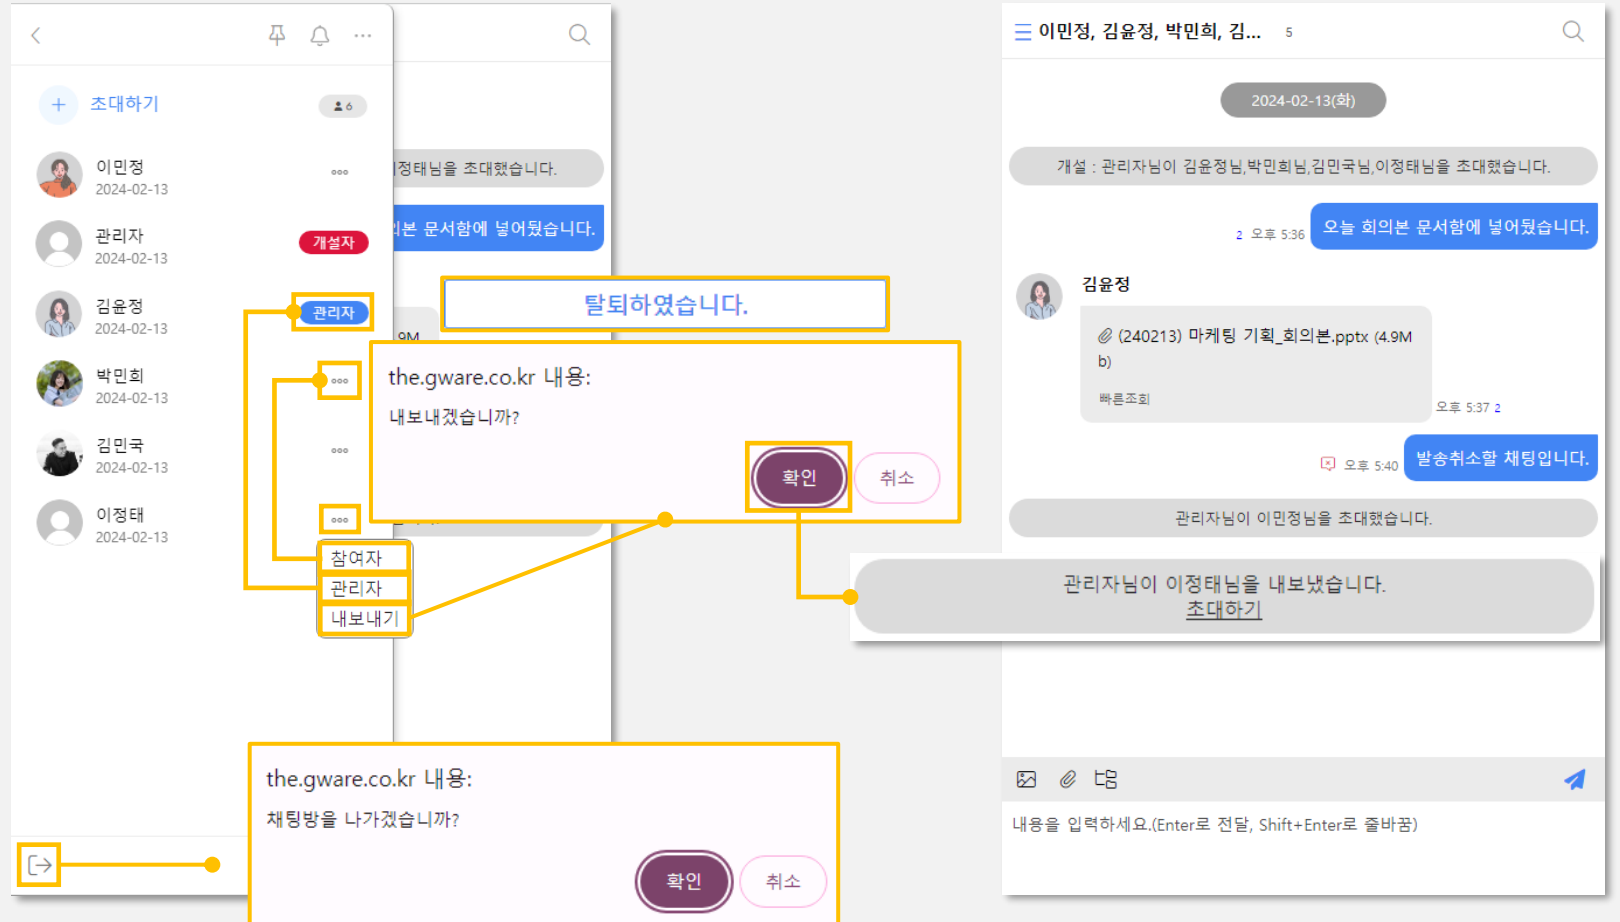 초대하기
6
이민정
2024-02-13
관리자
2024-02-13
개설자
김윤정
2024-02-13
관리자
박민희
2024-02-13
김민국
2024-02-13
이정태
2024-02-13
참여자
관리자
내보내기
정태님을 초대했습니다.
본 문서함에 넣어뒀습니다.
9M
탈퇴하였습니다.
the.gware.co.kr 내용:
내보내겠습니까?
확인
취소
the.gware.co.kr 내용:
채팅방을 나가겠습니까?
확인
취소
이민정, 김윤정, 박민희, 김... 5
2024-02-13(화)
개설 : 관리자님이 김윤정님,박민희님,김민국님,이정태님을 초대했습니다.
2 오후 5:36 오늘 회의본 문서함에 넣어뒀습니다.
김윤정
(240213) 마케팅 기획_회의본.pptx (4.9M
b)
빠른조회
오후 5:37 2
오후 5:40 발송취소할 채팅입니다.
관리자님이 이민정님을 초대했습니다.
관리자님이 이정태님을 내보냈습니다.
초대하기
내용을 입력하세요.(Enter로 전달, Shift+Enter로 줄바꿈)